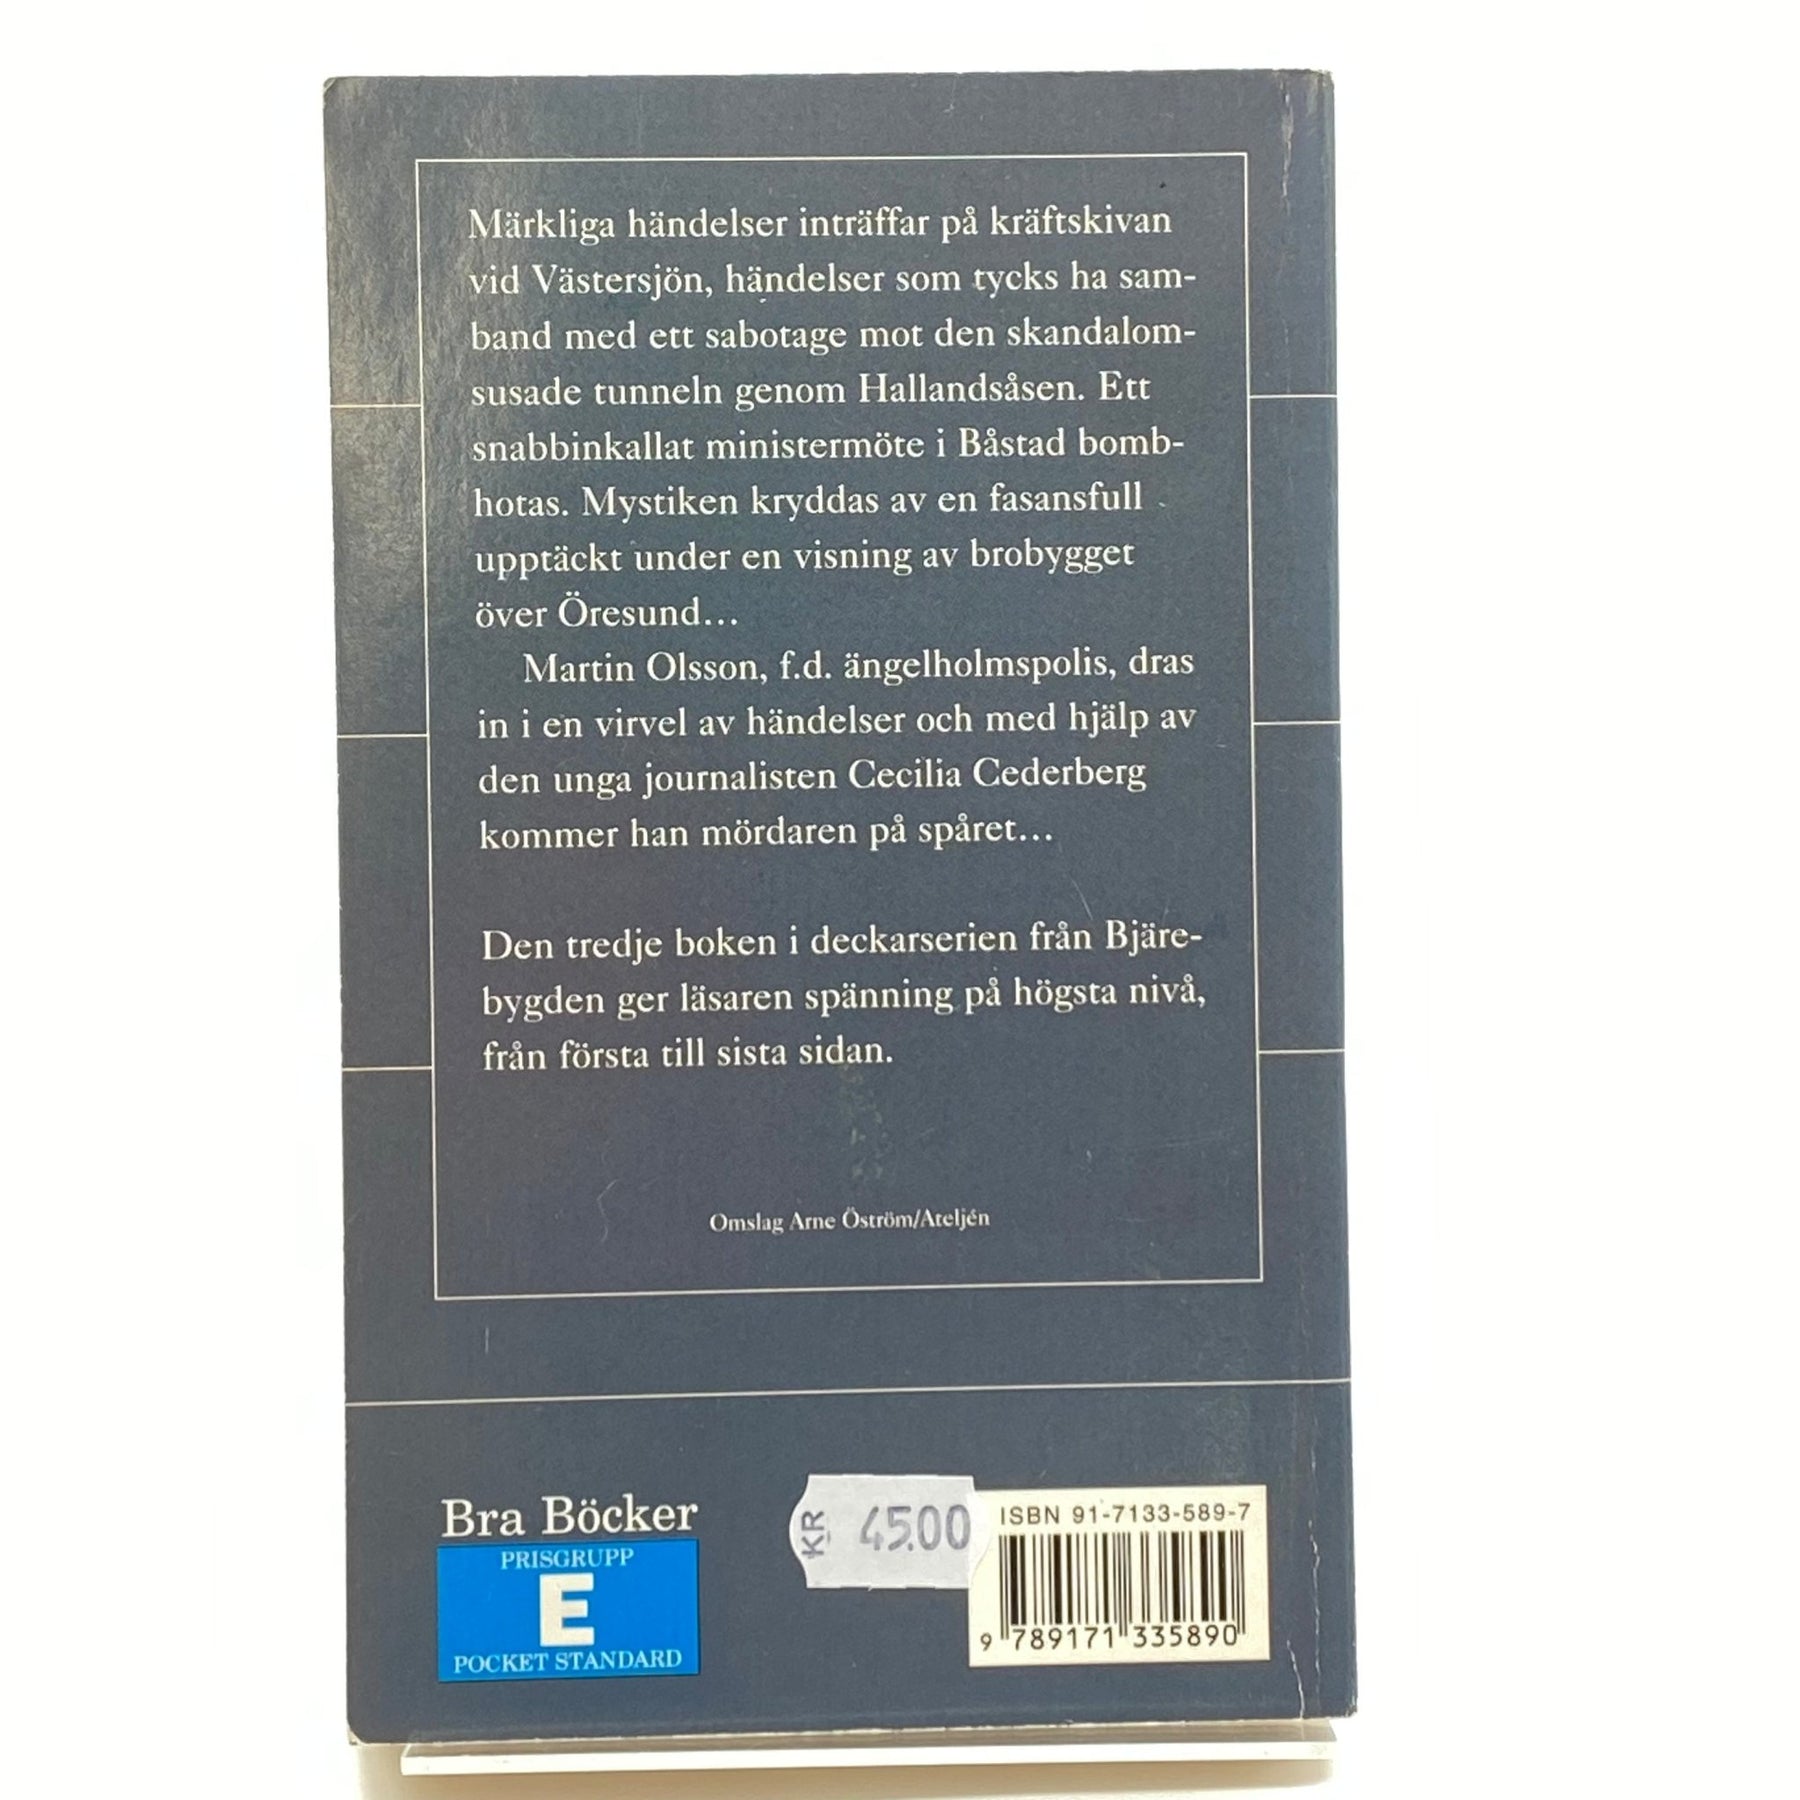 Märkliga händelser inträffar på kräftskivan
vid Västersjön, händelser som tycks ha sam-
band med ett sabotage mot den skandalom-
susade tunneln genom Hallandsåsen. Ett
snabbinkallat ministermöte i Båstad bomb-
hotas. Mystiken kryddas av en fasansfull
upptäckt under en visning av brobygget
över Öresund...
Martin Olsson, f.d. ängelholmspolis, dras
in i en virvel av händelser och med hjälp av
den unga journalisten Cecilia Cederberg
kommer han mördaren på spåret...
Den tredje boken i deckarserien från Bjäre-
bygden ger läsaren spänning på högsta nivå,
från första till sista sidan.
Omslag Arne Öström/Ateljén
Bra Böcker
PRISGRUPP
E
POCKET STANDARD
KR 45.00
ISBN 91-7133-589-7
9 789171 335890